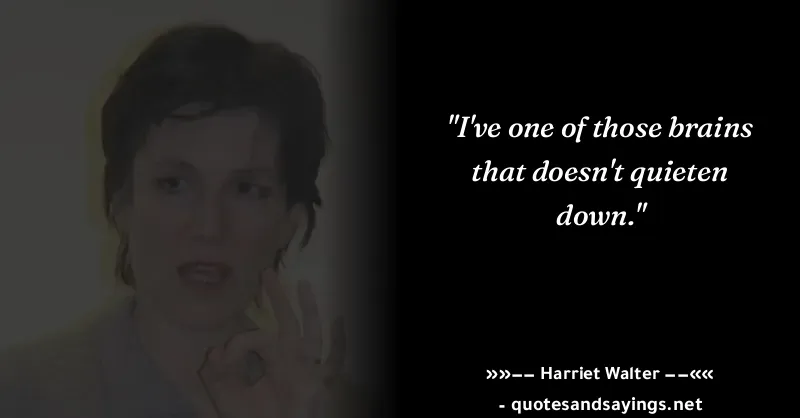 "I've one of those brains
that doesn't quieten
down."
»»−− Harriet Walter −−««
- quotesandsayings.net